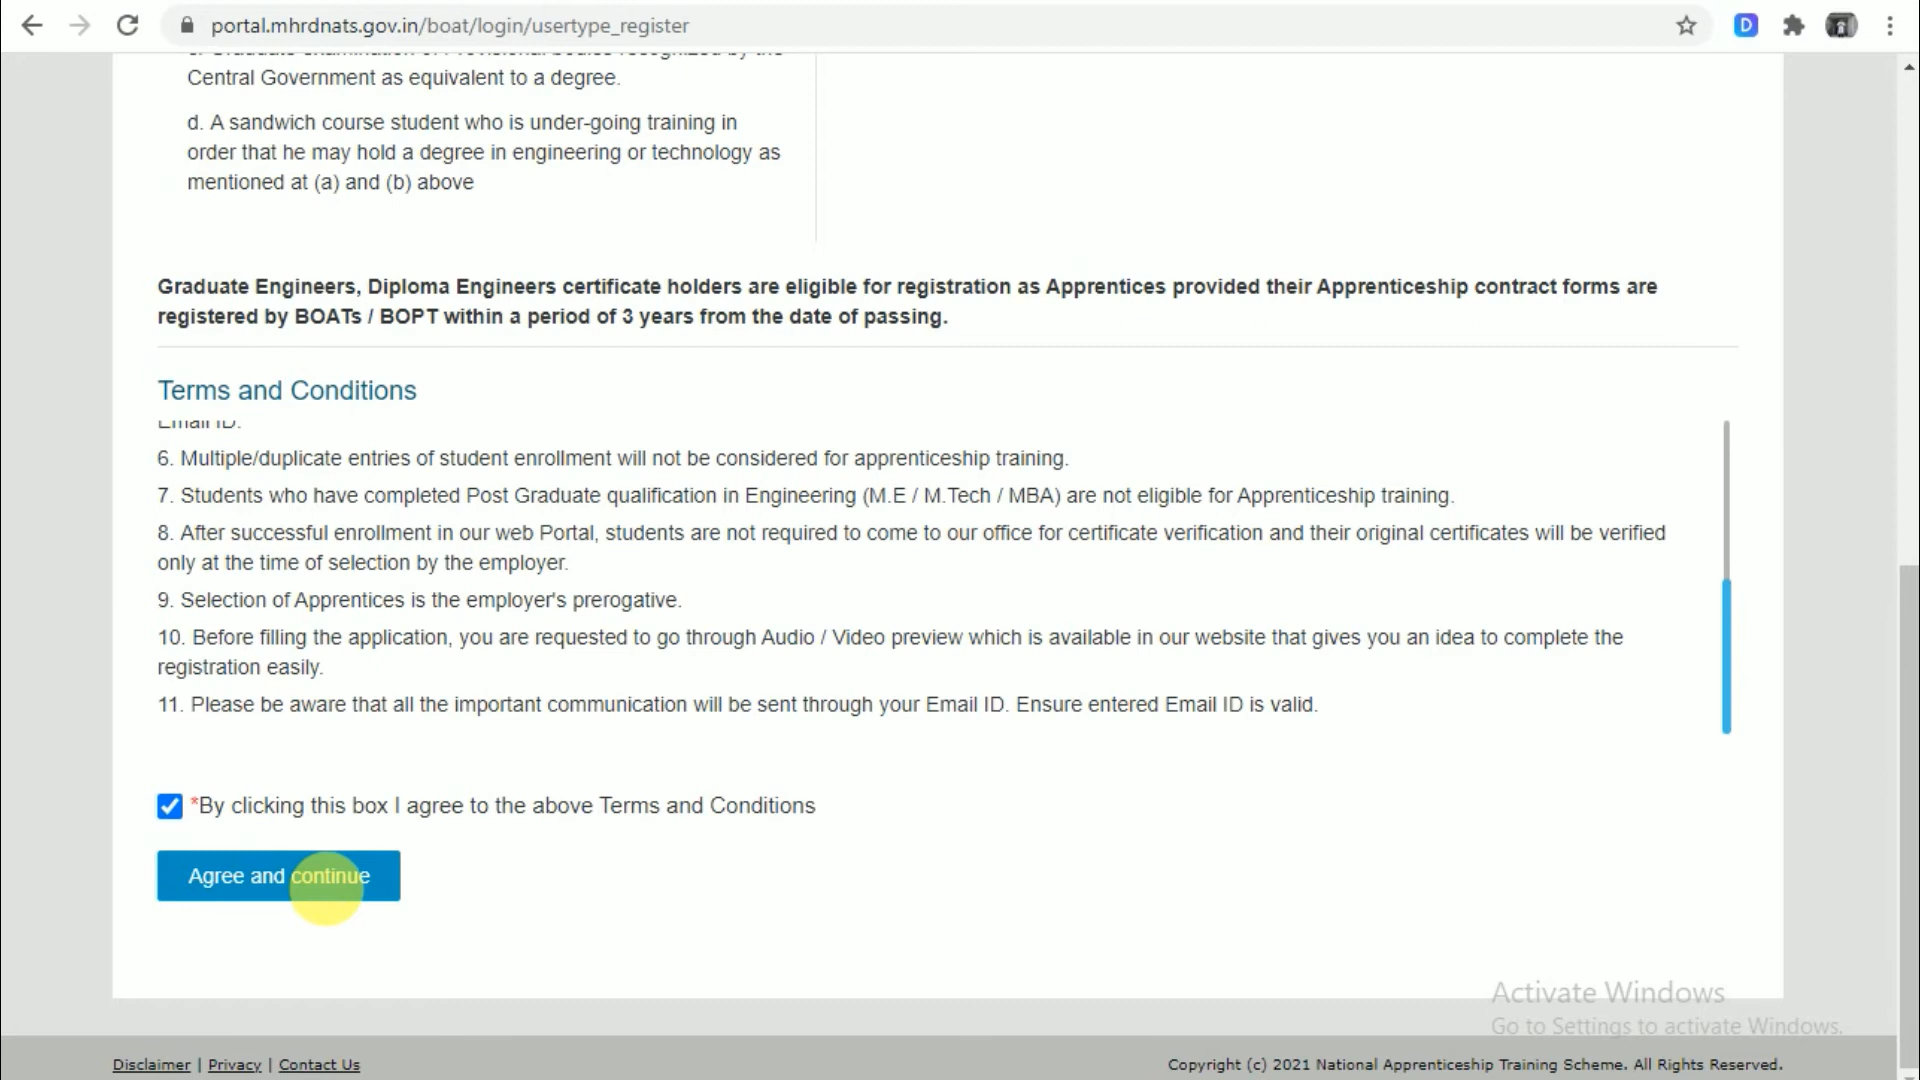 portal.mhrdnats.gov.in/boat/login/usertype_register
D
Central Government as equivalent to a degree.
d. A sandwich course student who is under-going training in
order that he may hold a degree in engineering or technology as
mentioned at (a) and (b) above
Graduate Engineers, Diploma Engineers certificate holders are eligible for registration as Apprentices provided their Apprenticeship contract forms are
registered by BOATs / BOPT within a period of 3 years from the date of passing.
Terms and Conditions
Email ID.
6. Multiple/duplicate entries of student enrollment will not be considered for apprenticeship training.
7. Students who have completed Post Graduate qualification in Engineering (M.E / M.Tech / MBA) are not eligible for Apprenticeship training.
8. After successful enrollment in our web Portal, students are not required to come to our office for certificate verification and their original certificates will be verified
only at the time of selection by the employer.
9. Selection of Apprentices is the employer's prerogative.
10. Before filling the application, you are requested to go through Audio / Video preview which is available in our website that gives you an idea to complete the
registration easily.
11. Please be aware that all the important communication will be sent through your Email ID. Ensure entered Email ID is valid.
*By clicking this box I agree to the above Terms and Conditions
Agree and continue
Activate Windows
Go to Settings to activate Windows.
Disclaimer | Privacy | Contact Us
Copyright (c) 2021 National Apprenticeship Training Scheme. All Rights Reserved.